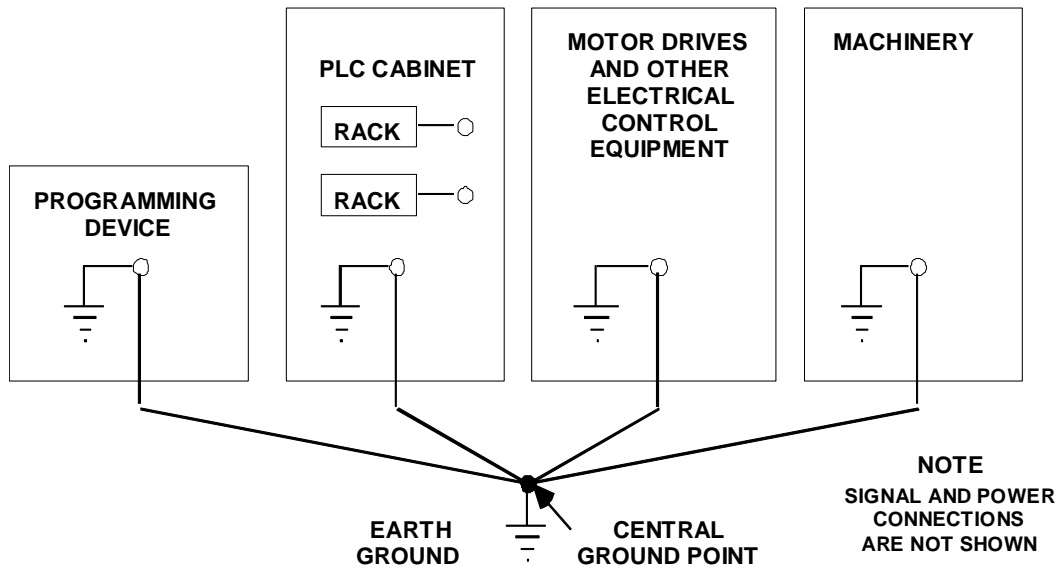 PROGRAMMING
DEVICE
PLC CABINET
RACK
RACK
MOTOR DRIVES
AND OTHER
ELECTRICAL
CONTROL
EQUIPMENT
MACHINERY
EARTH
GROUND
CENTRAL
GROUND POINT
NOTE
SIGNAL AND POWER
CONNECTIONS
ARE NOT SHOWN